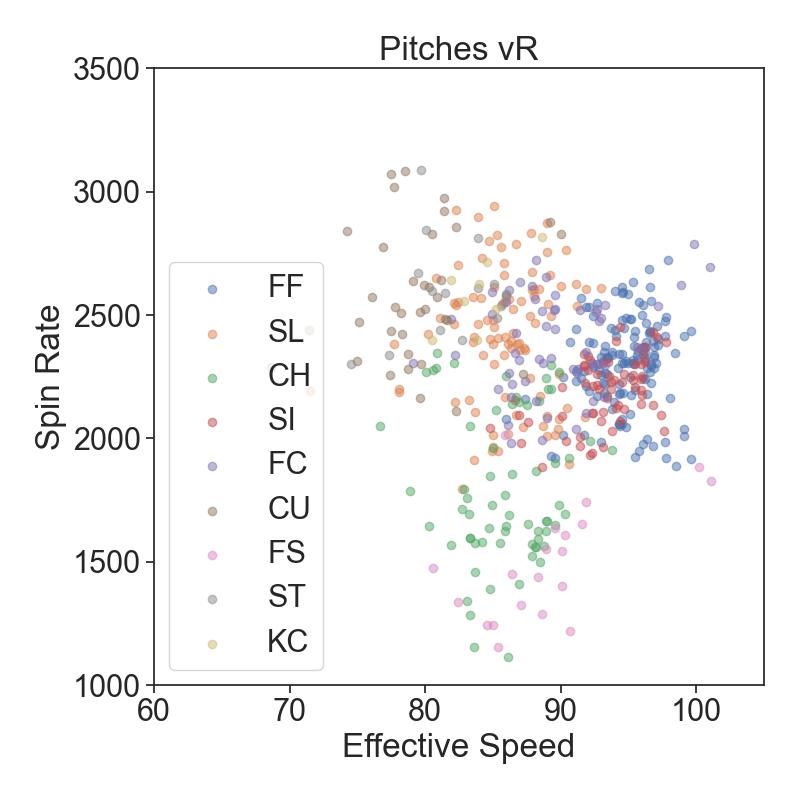 Pitches vR
3500
3000
2500
2000
1500
1000
Spin Rate
FF
SL
CH
SI
FC
CU
FS
ST
KC
60 70 80 90 100
Effective Speed